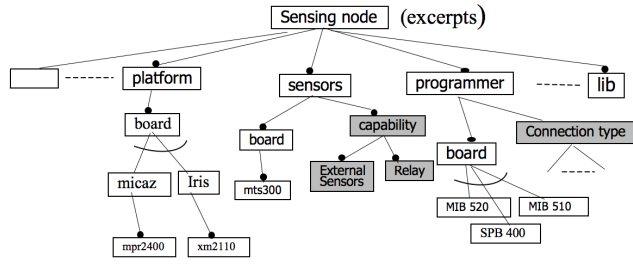 Sensing node (excerpts)
platform
sensors
programmer
lib
board
board
capability
board
Connection type
micaz
Iris
mts300
External
Sensors
Relay
MIB 520
MIB 510
SPB 400
mpr2400
xm2110